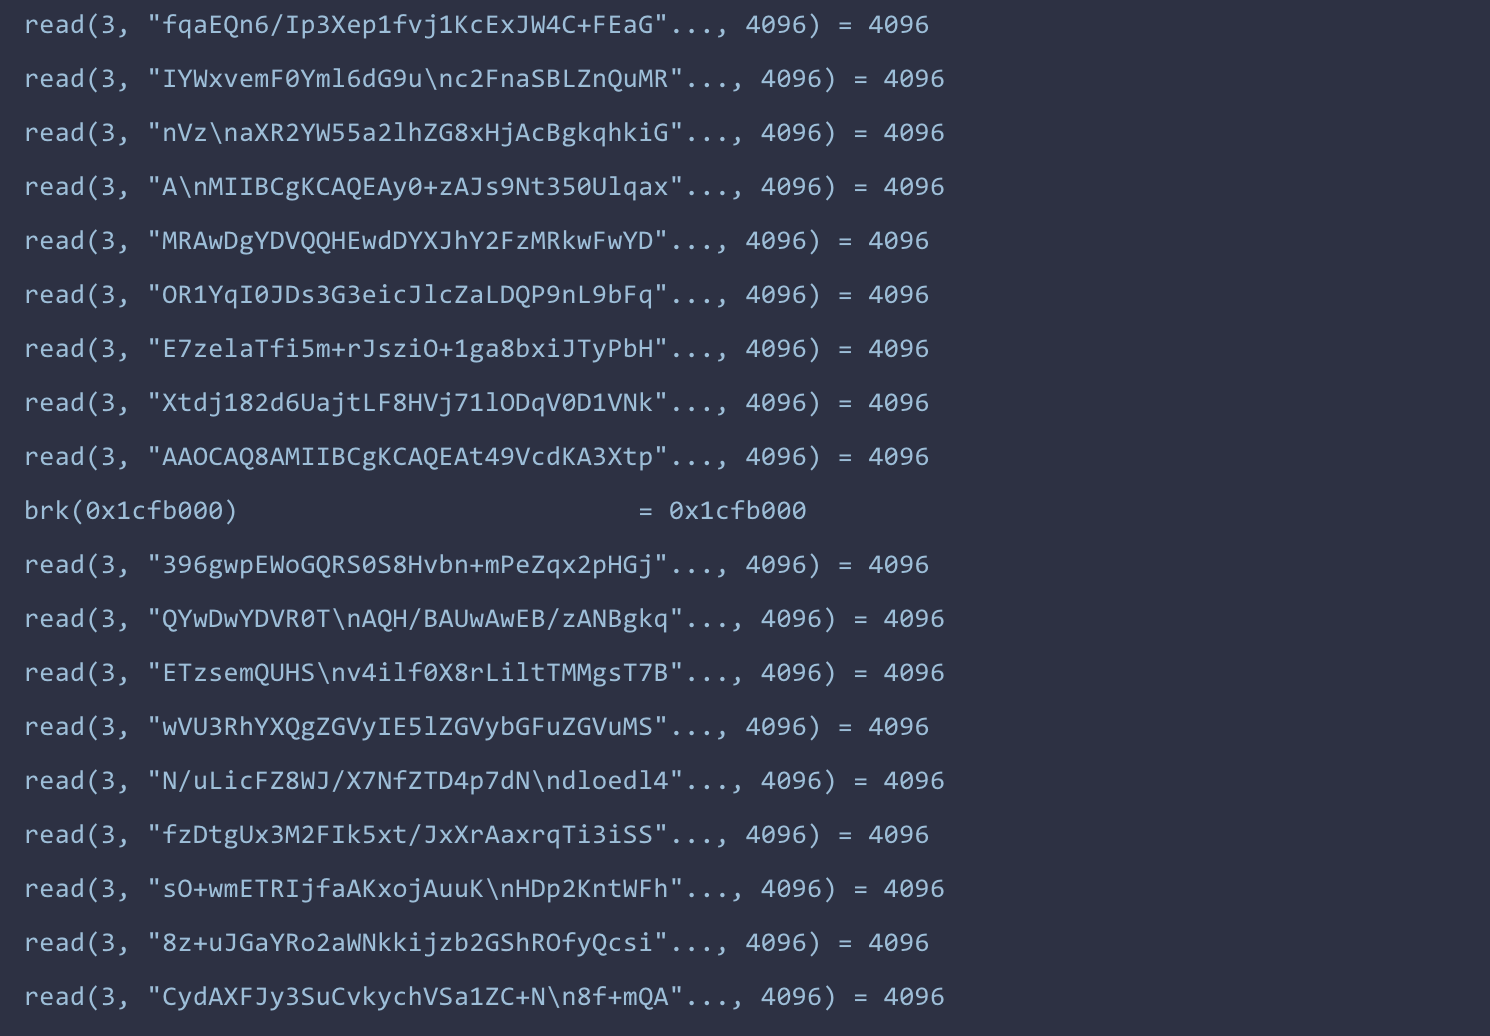 read(3, "fqaEQn6/Ip3Xep1fvj1KcExJW4C+FEaG"..., 4096) = 4096
read(3, "IYWxvemF0Yml6dG9u\nc2FnaSBLZnQuMR"..., 4096) = 4096
read(3, "nVz\naXR2YW55a2lhZG8xHjAcBgkqhkiG"..., 4096) = 4096
read(3, "A\nMIIBCgKCAQEAy0+zAJs9Nt350Ulqax"..., 4096) = 4096
read(3, "MRAwDgYDVQQHEwdDYXJhY2FzMRkwFwYD"..., 4096) = 4096
read(3, "OR1YqI0JDs3G3eicJlcZaLDQP9nL9bFq"..., 4096) = 4096
read(3, "E7zelaTfi5m+rJsziO+1ga8bxiJTyPbH"..., 4096) = 4096
read(3, "Xtdj182d6UajtLF8HVj71lODqV0D1VNk"..., 4096) = 4096
read(3, "AAOCAQ8AMIIBCgKCAQEAt49VcdKA3Xtp"..., 4096) = 4096
brk(0x1cfb000)                          = 0x1cfb000
read(3, "396gwpEWoGQRS0S8Hvbn+mPeZqx2pHGj"..., 4096) = 4096
read(3, "QYwDwYDVR0T\nAQH/BAUwAwEB/zANBgkq"..., 4096) = 4096
read(3, "ETzsemQUHS\nv4ilf0X8rLiltTMMgsT7B"..., 4096) = 4096
read(3, "wVU3RhYXQgZGVyIE5lZGVybGFuZGVuMS"..., 4096) = 4096
read(3, "N/uLicFZ8WJ/X7NfZTD4p7dN\ndloedl4"..., 4096) = 4096
read(3, "fzDtgUx3M2FIk5xt/JxXrAaxrqTi3iSS"..., 4096) = 4096
read(3, "sO+wmETRIjfaAKxojAuuK\nHDp2KntWFh"..., 4096) = 4096
read(3, "8z+uJGaYRo2aWNkkijzb2GShROfyQcsi"..., 4096) = 4096
read(3, "CydAXFJy3SuCvkychVSa1ZC+N\n8f+mQA"..., 4096) = 4096